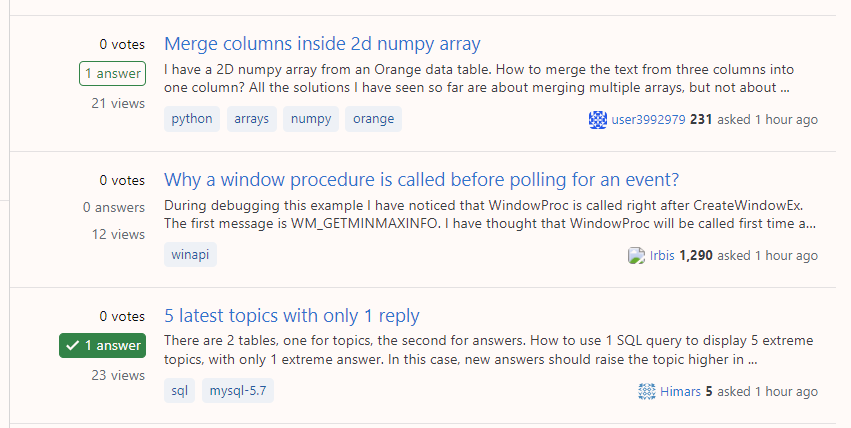 0 votes
1 answer
21 views
Merge columns inside 2d numpy array
I have a 2D numpy array from an Orange data table. How to merge the text from three columns into
one column? All the solutions I have seen so far are about merging multiple arrays, but not about ...
python arrays numpy orange
user3992979 231 asked 1 hour ago
0 votes
0 answers
12 views
Why a window procedure is called before polling for an event?
During debugging this example I have noticed that WindowProc is called right after CreateWindowEx.
The first message is WM_GETMINMAXINFO. I have thought that WindowProc will be called first time a...
winapi
Irbis 1,290 asked 1 hour ago
0 votes
1 answer
23 views
5 latest topics with only 1 reply
There are 2 tables, one for topics, the second for answers. How to use 1 SQL query to display 5 extreme
topics, with only 1 extreme answer. In this case, new answers should raise the topic higher in ...
sql mysql-5.7
Himars 5 asked 1 hour ago